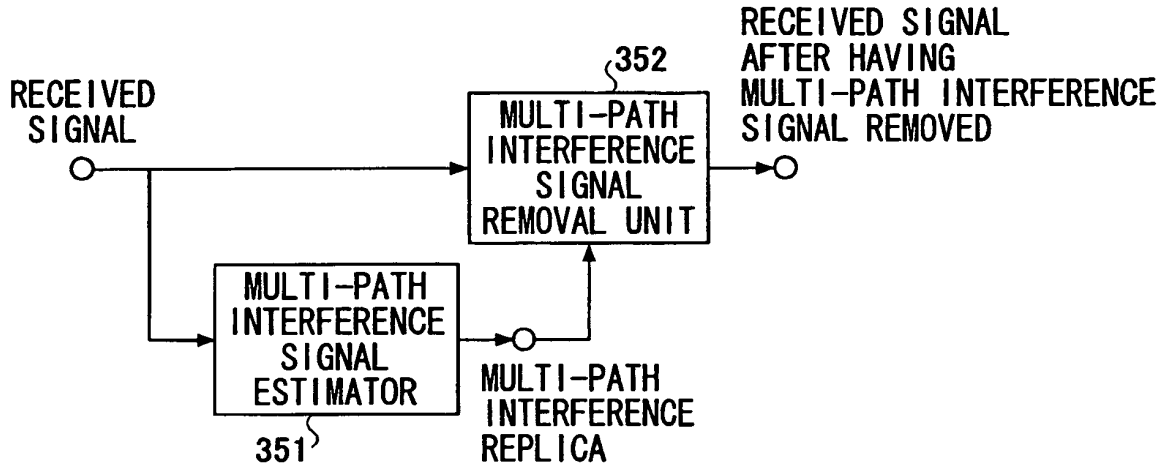 RECEIVED
SIGNAL
352
MULTI-PATH
INTERFERENCE
SIGNAL
REMOVAL UNIT
RECEIVED SIGNAL
AFTER HAVING
MULTI-PATH INTERFERENCE
SIGNAL REMOVED
MULTI-PATH
INTERFERENCE
SIGNAL
ESTIMATOR
351
MULTI-PATH
INTERFERENCE
REPLICA